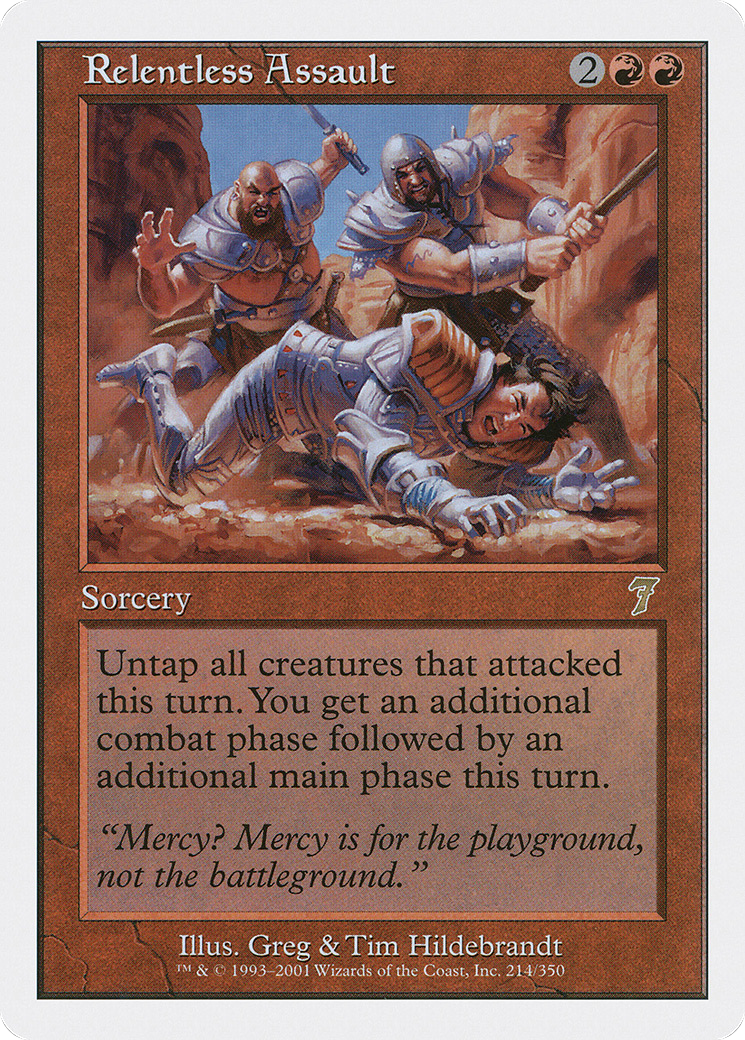 Relentless Assault 2
Sorcery 7
Untap all creatures that attacked
this turn. You get an additional
combat phase followed by an
additional main phase this turn.
“Mercy? Mercy is for the playground,
not the battleground.”
Illus. Greg & Tim Hildebrandt
™ & © 1993–2001 Wizards of the Coast, Inc. 214/350